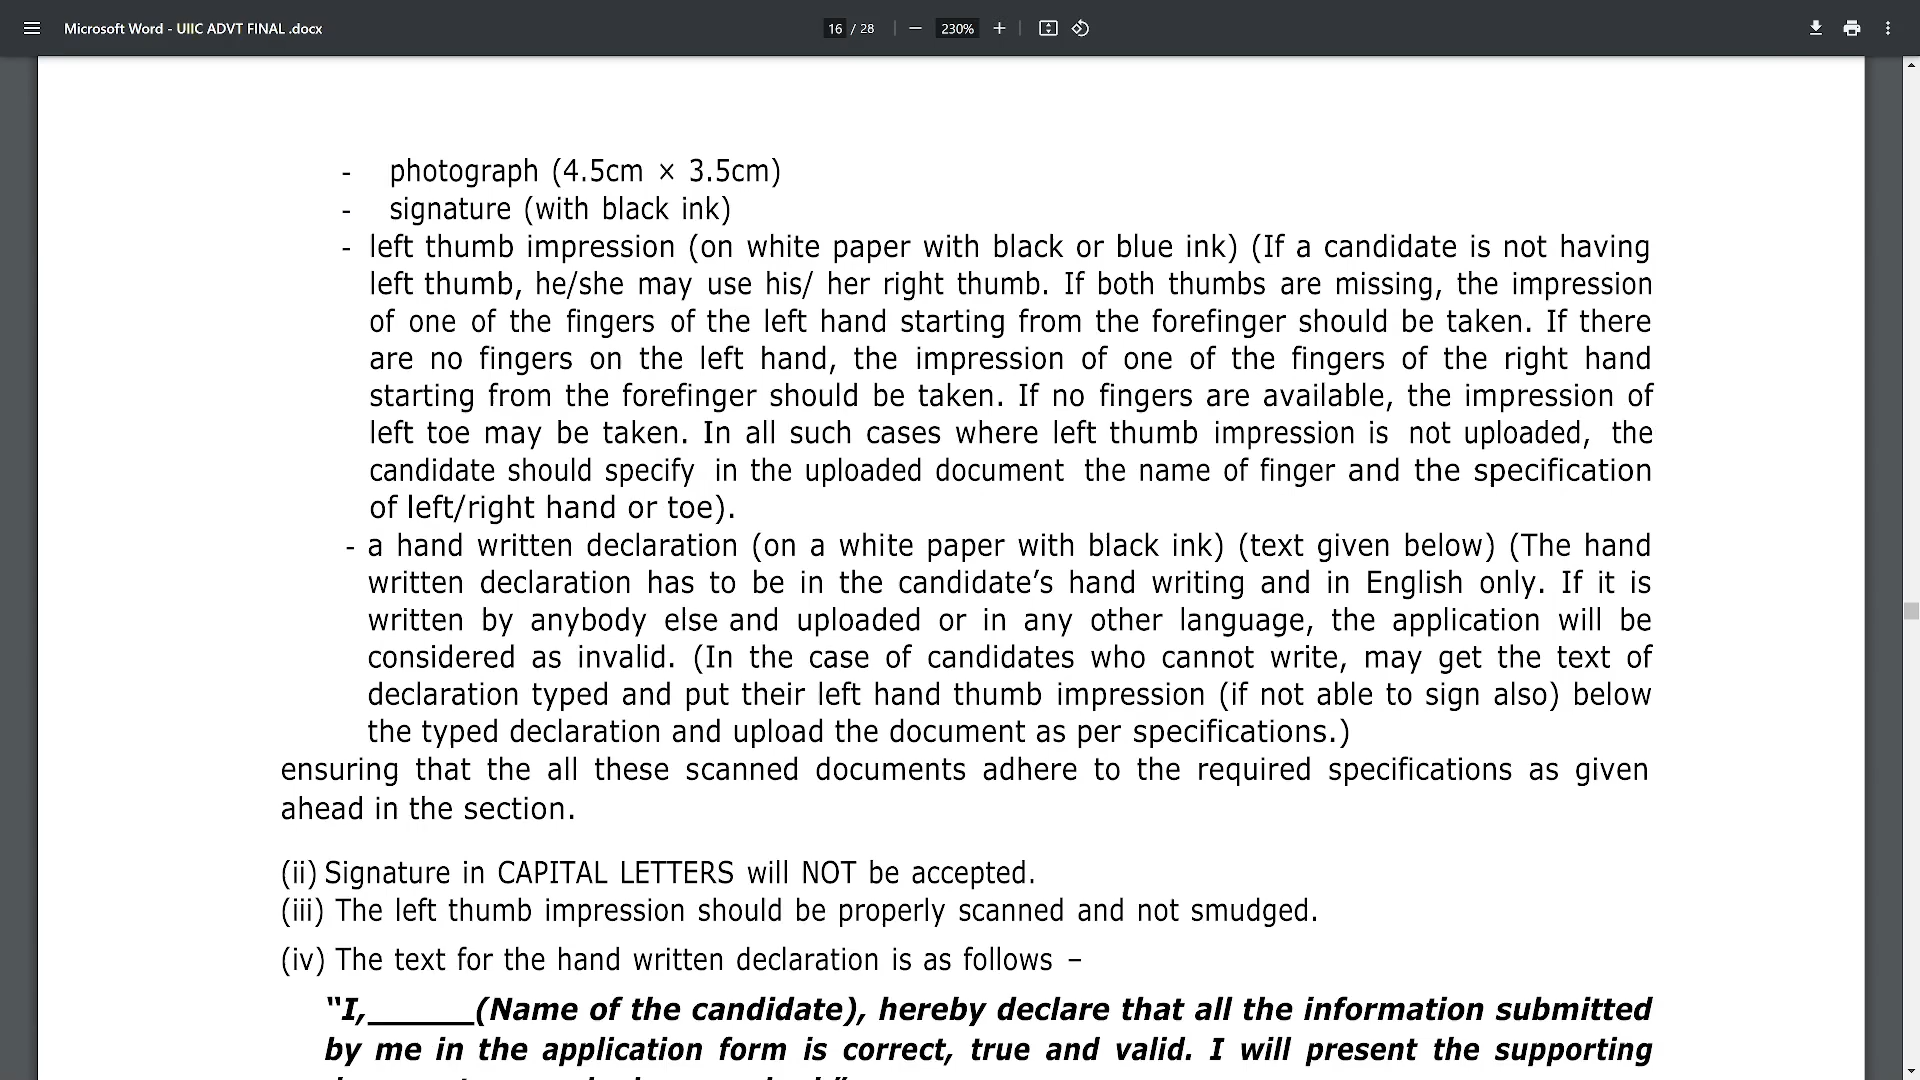 Microsoft Word - UIIC ADVT FINAL .docx
16 / 28
230%
- photograph (4.5cm × 3.5cm)
- signature (with black ink)
- left thumb impression (on white paper with black or blue ink) (If a candidate is not having
left thumb, he/she may use his/ her right thumb. If both thumbs are missing, the impression
of one of the fingers of the left hand starting from the forefinger should be taken. If there
are no fingers on the left hand, the impression of one of the fingers of the right hand
starting from the forefinger should be taken. If no fingers are available, the impression of
left toe may be taken. In all such cases where left thumb impression is not uploaded, the
candidate should specify in the uploaded document the name of finger and the specification
of left/right hand or toe).
- a hand written declaration (on a white paper with black ink) (text given below) (The hand
written declaration has to be in the candidate’s hand writing and in English only. If it is
written by anybody else and uploaded or in any other language, the application will be
considered as invalid. (In the case of candidates who cannot write, may get the text of
declaration typed and put their left hand thumb impression (if not able to sign also) below
the typed declaration and upload the document as per specifications.)
ensuring that the all these scanned documents adhere to the required specifications as given
ahead in the section.
(ii) Signature in CAPITAL LETTERS will NOT be accepted.
(iii) The left thumb impression should be properly scanned and not smudged.
(iv) The text for the hand written declaration is as follows –
“I,______(Name of the candidate), hereby declare that all the information submitted
by me in the application form is correct, true and valid. I will present the supporting